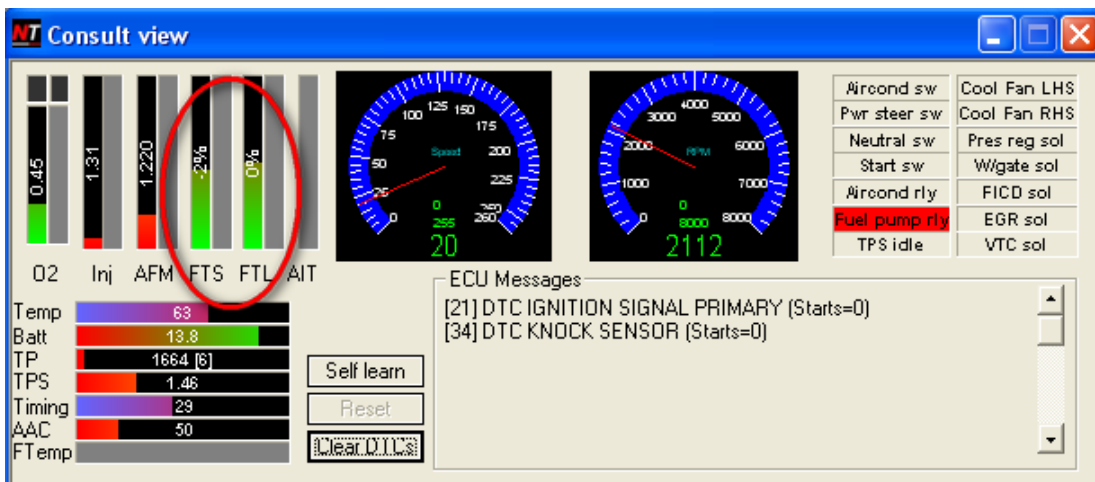 NT Consult view
0.45
1.31
1.220
-2%
0%
O2 Inj AFM FTS FTL AIT
0 25 50 75 100 125 150 175 200 225 250 260
Speed
0
255
20
0 1000 2000 3000 4000 5000 6000 7000 8000
RPM
0
8000
2112
Aircond sw Cool Fan LHS
Pwr steer sw Cool Fan RHS
Neutral sw Pres reg sol
Start sw W/gate sol
Aircond rly FICD sol
Fuel pump rly EGR sol
TPS idle VTC sol
Temp 63
Batt 13.8
TP 1664 [6]
TPS 1.46
Timing 29
AAC 50
FTemp
Self learn
Reset
Clear DTCs
ECU Messages
[21] DTC IGNITION SIGNAL PRIMARY (Starts=0)
[34] DTC KNOCK SENSOR (Starts=0)